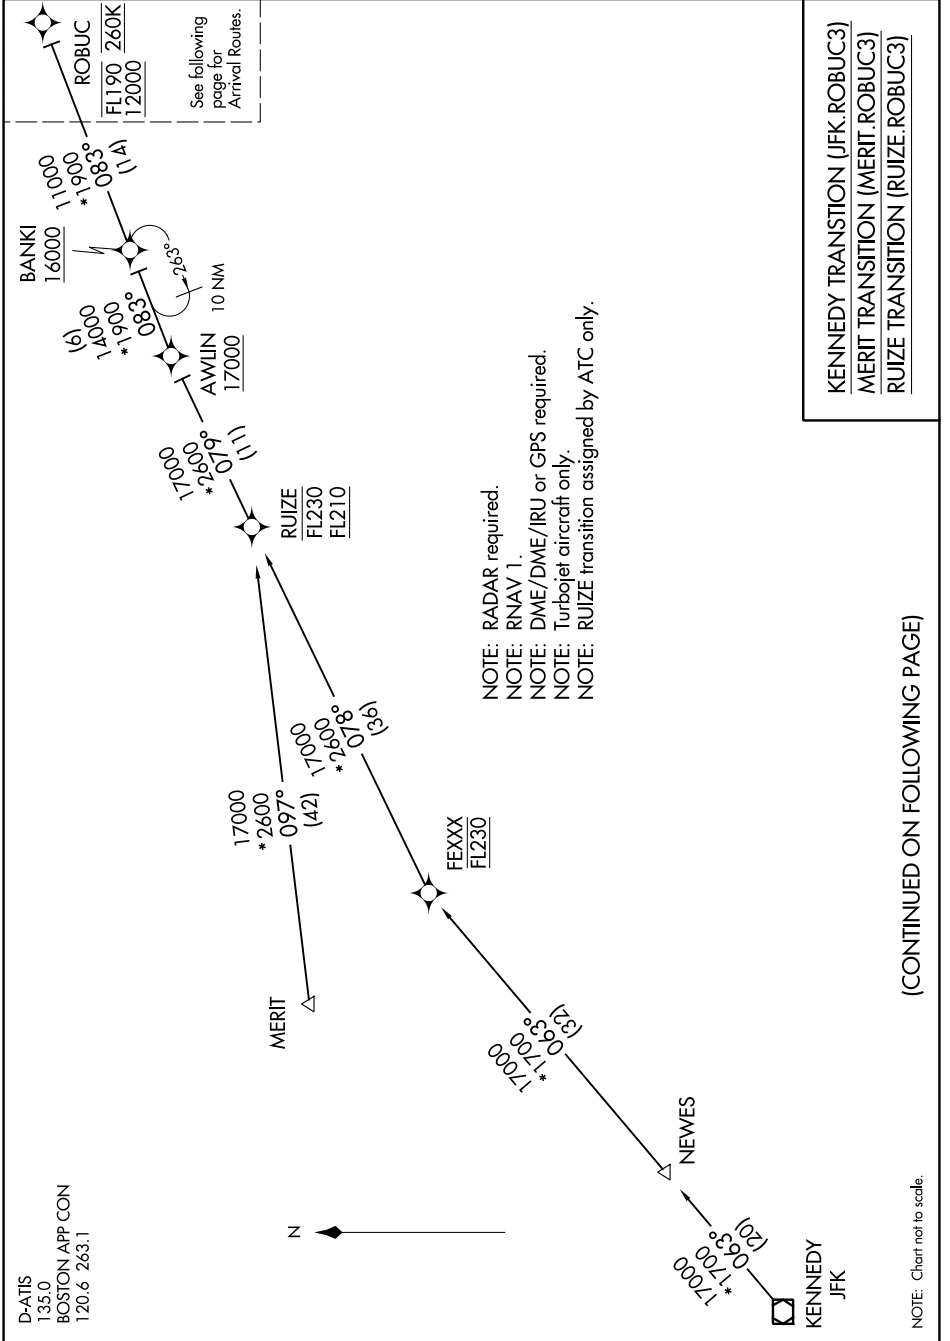 D-ATIS
135.0
BOSTON APP CON
120.6 263.1
N
KENNEDY
JFK
17000
*1700
063°
(20)
NEWES
17000
*1700
063°
(32)
FEXXX
FL230
17000
*2600
078°
(36)
MERIT
17000
*2600
097°
(42)
RUIZE
FL230
FL210
17000
*2600
079°
(11)
AWLIN
17000
(6)
14000
*1900
083°
BANKI
16000
263°
10 NM
11000
*1900
083°
(14)
ROBUC
FL190 260K
12000
See following
page for
Arrival Routes.
NOTE: RADAR required.
NOTE: RNAV 1.
NOTE: DME/DME/IRU or GPS required.
NOTE: Turbojet aircraft only.
NOTE: RUIZE transition assigned by ATC only.
KENNEDY TRANSTION (JFK.ROBUC3)
MERIT TRANSITION (MERIT.ROBUC3)
RUIZE TRANSITION (RUIZE.ROBUC3)
(CONTINUED ON FOLLOWING PAGE)
NOTE: Chart not to scale.